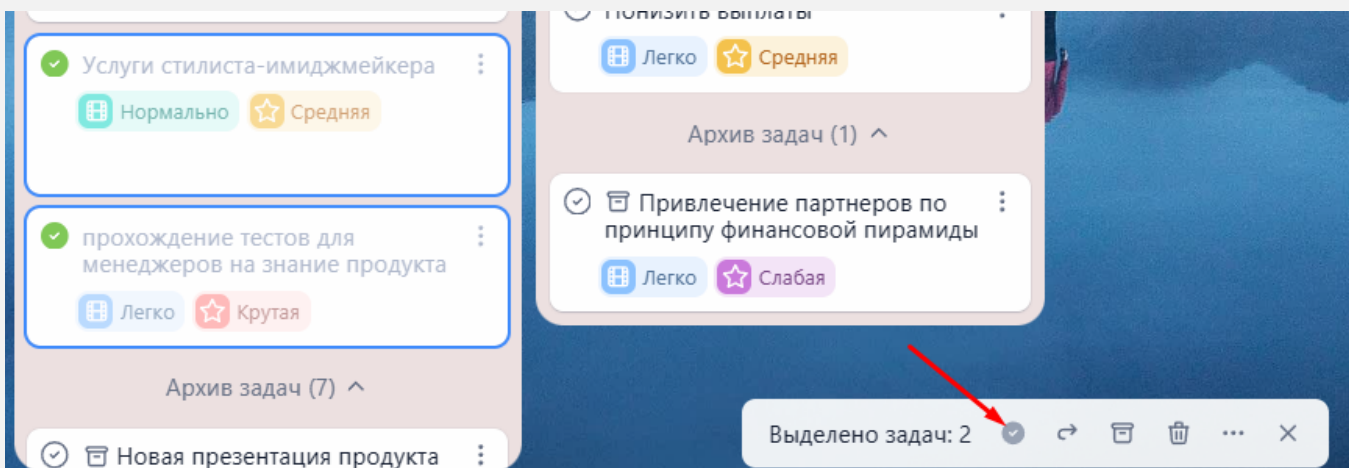 Услуги стилиста-имиджмейкера
Нормально Средняя
прохождение тестов для
менеджеров на знание продукта
Легко Крутая
Архив задач (7)
Новая презентация продукта
Понизить выплаты
Легко Средняя
Архив задач (1)
Привлечение партнеров по
принципу финансовой пирамиды
Легко Слабая
Выделено задач: 2